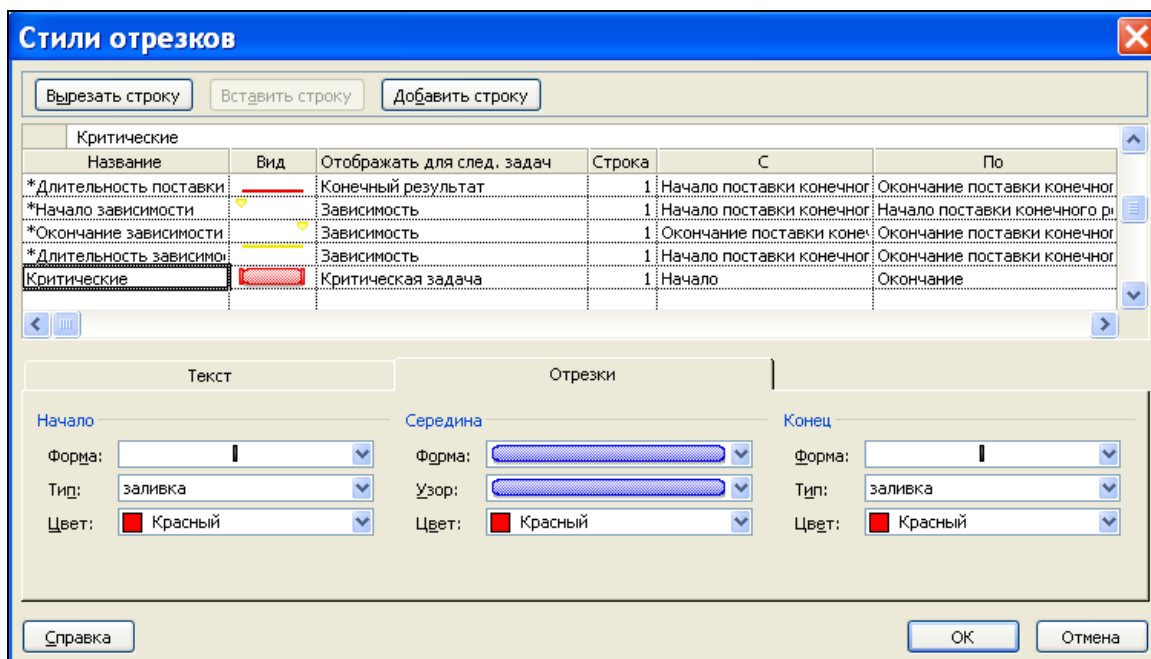 Стили отрезков
Вырезать строку Вставить строку Добавить строку
Критические
Название Вид Отображать для след. задач Строка С По
*Длительность поставки Конечный результат 1 Начало поставки конечног Окончание поставки конечног
*Начало зависимости Зависимость 1 Начало поставки конечног Начало поставки конечного р
*Окончание зависимости Зависимость 1 Окончание поставки коне Окончание поставки конечног
*Длительность зависимо Зависимость 1 Начало поставки конечног Окончание поставки конечног
Критические Критическая задача 1 Начало Окончание
Текст Отрезки
Начало Середина Конец
Форма: Форма: Форма:
Тип: заливка Узор: Тип: заливка
Цвет: Красный Цвет: Красный Цвет: Красный
Справка ОК Отмена